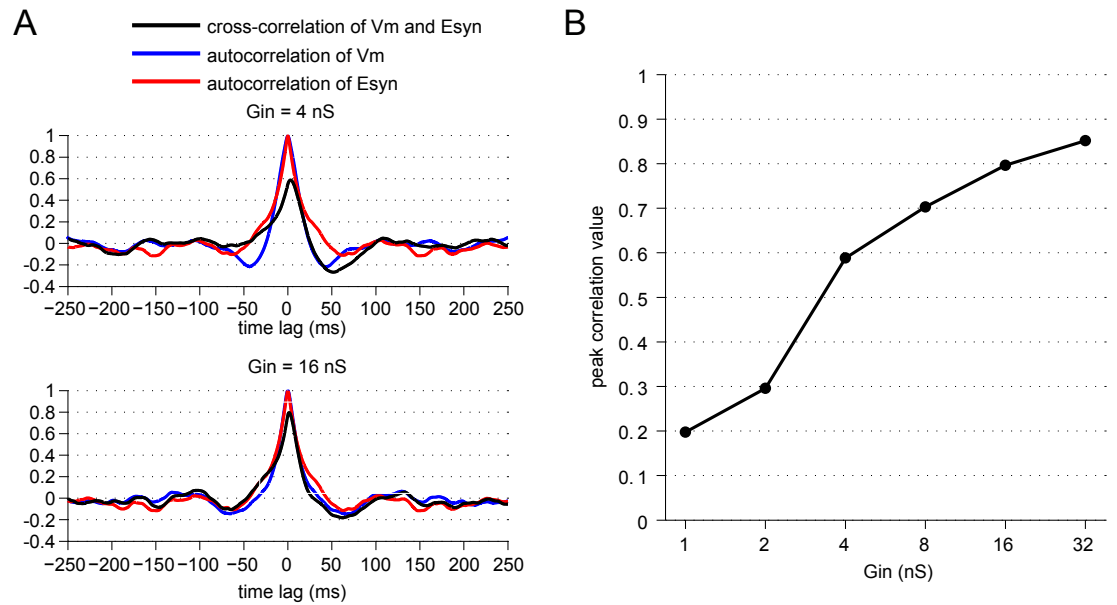 A
cross-correlation of Vm and Esyn
autocorrelation of Vm
autocorrelation of Esyn
Gin = 4 nS
1
0.8
0.6
0.4
0.2
0
-0.2
-0.4
−250 −200 −150 −100 −50 0 50 100 150 200 250
time lag (ms)
Gin = 16 nS
1
0.8
0.6
0.4
0.2
0
-0.2
-0.4
−250 −200 −150 −100 −50 0 50 100 150 200 250
time lag (ms)
B
peak correlation value
1
0.9
0.8
0.7
0.6
0.5
0.4
0.3
0.2
0.1
0
1 2 4 8 16 32
Gin (nS)